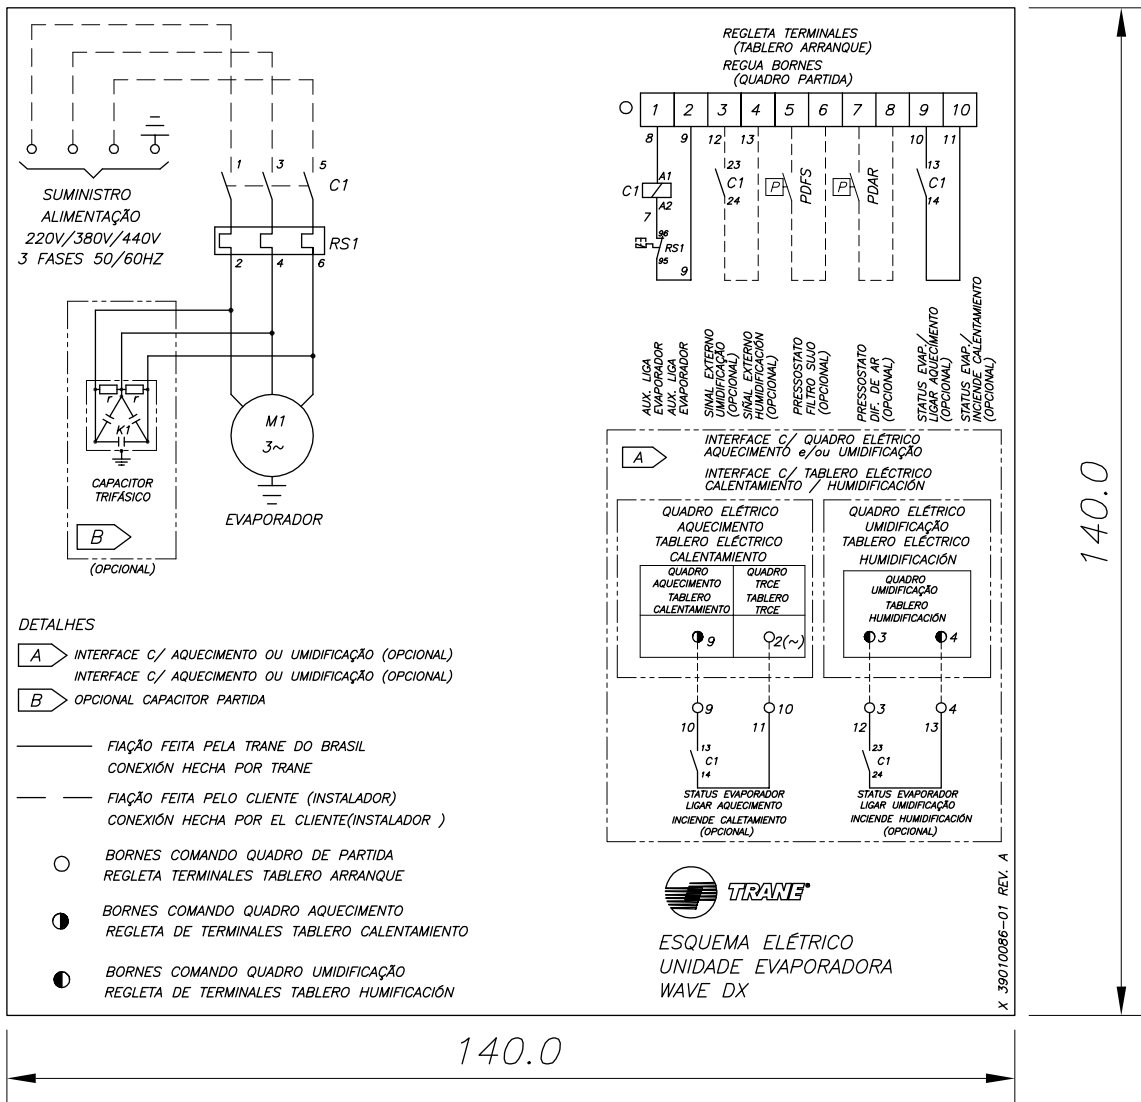 REGLETA TERMINALES
(TABLERO ARRANQUE)
REGUA BORNES
(QUADRO PARTIDA)
1 2 3 4 5 6 7 8 9 10
8 9 12 13 10 11
SUMINISTRO
ALIMENTAÇÃO
220V/380V/440V
3 FASES 50/60HZ
1 3 5
C1
RS1
2 4 6
r r
K1
CAPACITOR
TRIFÁSICO
B
(OPCIONAL)
M1
3~
EVAPORADOR
A1
C1
A2
7
96
RS1
95
9
23
C1
24
P
PDFS
P
PDAR
13
C1
14
AUX. LIGA
EVAPORADOR
AUX. LIGA
EVAPORADOR
SINAL EXTERNO
UMIDIFICAÇÃO
(OPCIONAL)
SIÑAL EXTERNO
HUMIDIFICACIÓN
(OPCIONAL)
PRESSOSTATO
FILTRO SUJO
(OPCIONAL)
PRESSOSTATO
DIF. DE AR
(OPCIONAL)
STATUS EVAP./
LIGAR AQUECIMENTO
(OPCIONAL)
STATUS EVAP./
INCIENDE CALENTAMIENTO
(OPCIONAL)
A
INTERFACE C/ QUADRO ELÉTRICO
AQUECIMENTO e/ou UMIDIFICAÇÃO
INTERFACE C/ TABLERO ELÉCTRICO
CALENTAMIENTO / HUMIDIFICACIÓN
QUADRO ELÉTRICO
AQUECIMENTO
TABLERO ELÉCTRICO
CALENTAMIENTO
QUADRO
AQUECIMENTO
TABLERO
CALENTAMIENTO
QUADRO
TRCE
TABLERO
TRCE
9
2(~)
QUADRO ELÉTRICO
UMIDIFICAÇÃO
TABLERO ELÉCTRICO
HUMIDIFICACIÓN
QUADRO
UMIDIFICAÇÃO
TABLERO
HUMIDIFICACIÓN
3 4
9 10
10 11
13
C1
14
STATUS EVAPORADOR
LIGAR AQUECIMENTO
INCIENDE CALETAMIENTO
(OPCIONAL)
3 4
12 13
23
C1
24
STATUS EVAPORADOR
LIGAR UMIDIFICAÇÃO
INCIENDE HUMIDIFICACIÓN
(OPCIONAL)
DETALHES
A INTERFACE C/ AQUECIMENTO OU UMIDIFICAÇÃO (OPCIONAL)
INTERFACE C/ AQUECIMENTO OU UMIDIFICAÇÃO (OPCIONAL)
B OPCIONAL CAPACITOR PARTIDA
FIAÇÃO FEITA PELA TRANE DO BRASIL
CONEXIÓN HECHA POR TRANE
FIAÇÃO FEITA PELO CLIENTE (INSTALADOR)
CONEXIÓN HECHA POR EL CLIENTE(INSTALADOR )
BORNES COMANDO QUADRO DE PARTIDA
REGLETA TERMINALES TABLERO ARRANQUE
BORNES COMANDO QUADRO AQUECIMENTO
REGLETA DE TERMINALES TABLERO CALENTAMIENTO
BORNES COMANDO QUADRO UMIDIFICAÇÃO
REGLETA DE TERMINALES TABLERO HUMIFICACIÓN
TRANE®
ESQUEMA ELÉTRICO
UNIDADE EVAPORADORA
WAVE DX
X 39010086-01 REV. A
140.0
140.0